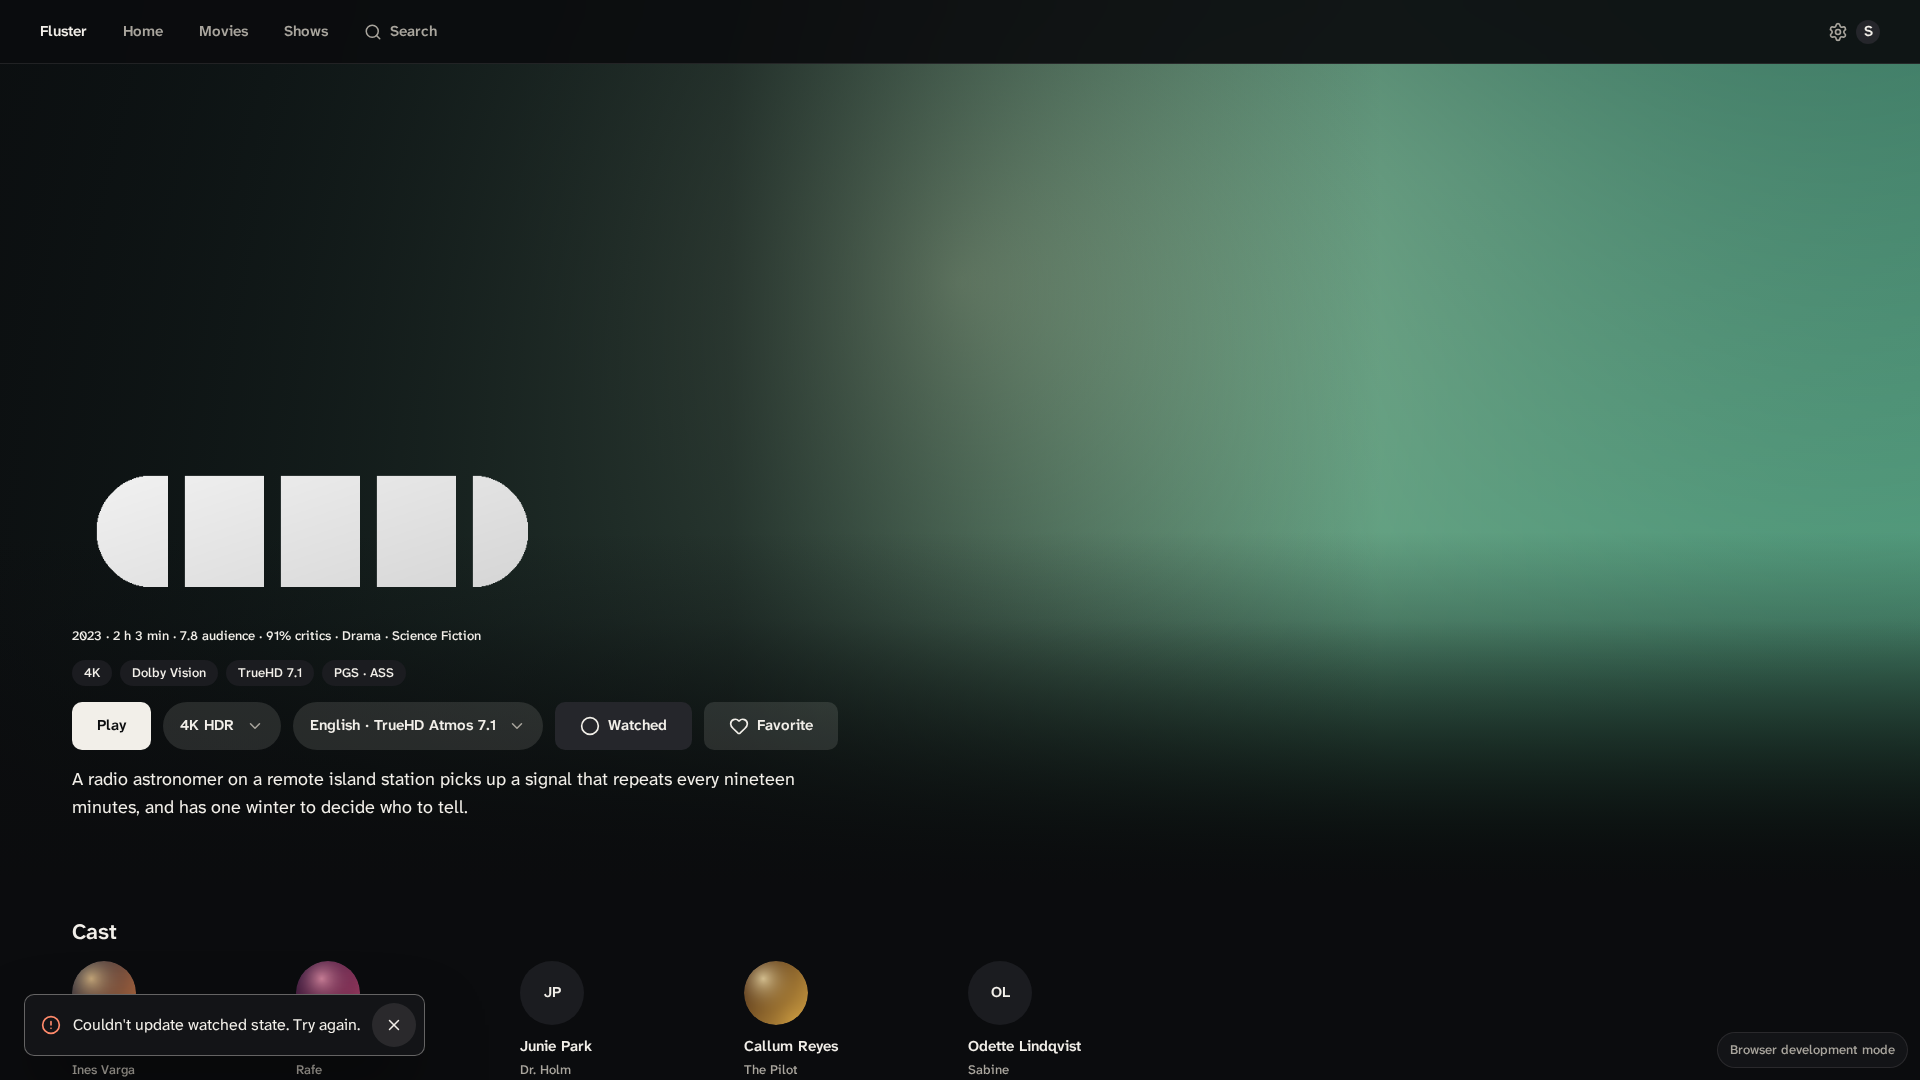 Fluster Home Movies Shows Search S
2023 · 2 h 3 min · 7.8 audience · 91% critics · Drama · Science Fiction
4K Dolby Vision TrueHD 7.1 PGS · ASS
Play 4K HDR English · TrueHD Atmos 7.1 Watched Favorite
A radio astronomer on a remote island station picks up a signal that repeats every nineteen
minutes, and has one winter to decide who to tell.
Cast
JP OL
Couldn't update watched state. Try again.
Junie Park Callum Reyes Odette Lindqvist
Ines Varga Rafe Dr. Holm The Pilot Sabine
Browser development mode